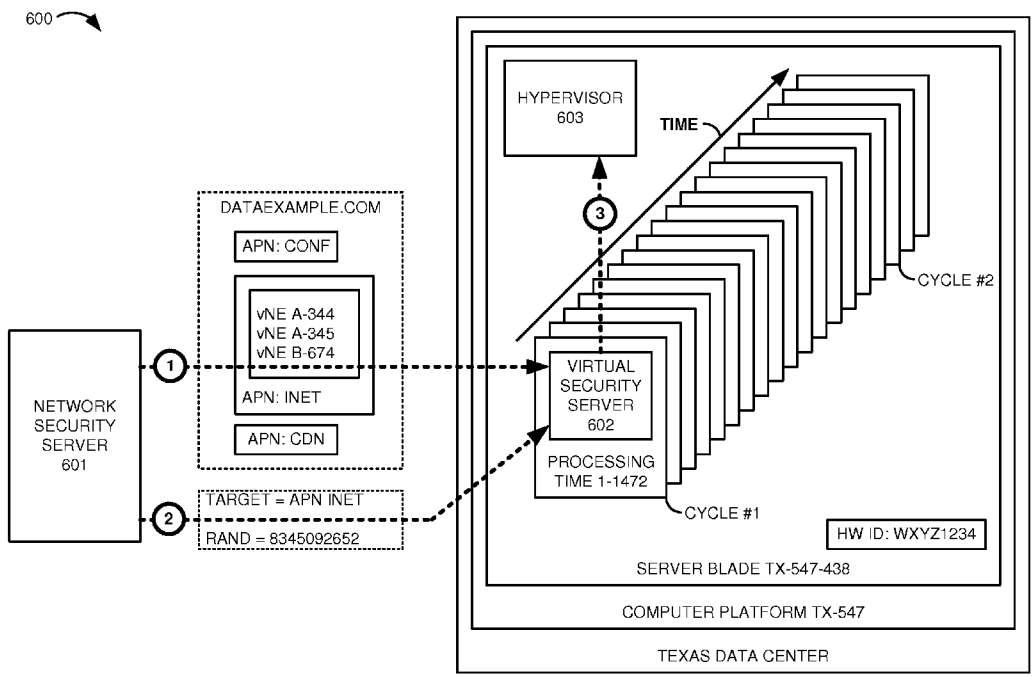 600
HYPERVISOR
603
TIME
3
DATAEXAMPLE.COM
APN: CONF
vNE A-344
vNE A-345
vNE B-674
APN: INET
APN: CDN
1
NETWORK
SECURITY
SERVER
601
2
TARGET = APN INET
RAND = 8345092652
VIRTUAL
SECURITY
SERVER
602
PROCESSING
TIME 1-1472
CYCLE #1
CYCLE #2
HW ID: WXYZ1234
SERVER BLADE TX-547-438
COMPUTER PLATFORM TX-547
TEXAS DATA CENTER